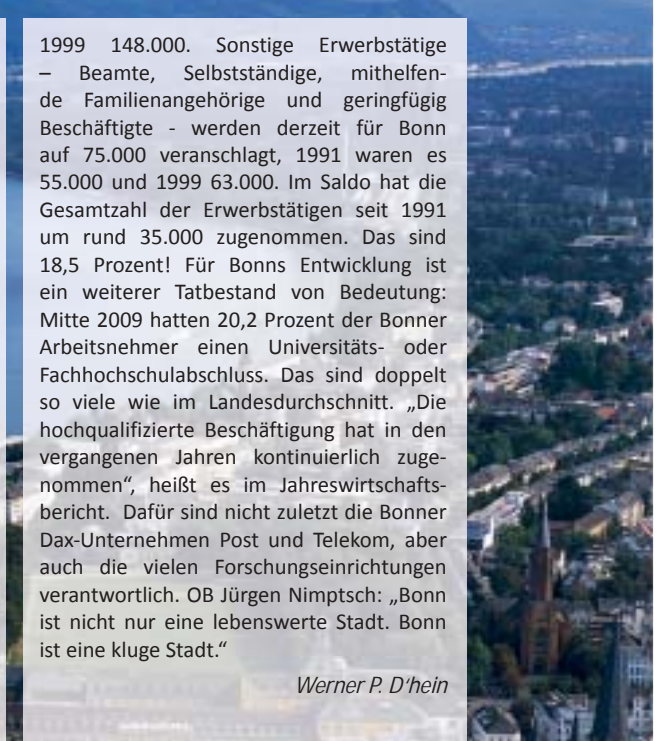 1999 148.000. Sonstige Erwerbstätige
– Beamte, Selbstständige, mithelfen-
de Familienangehörige und geringfügig
Beschäftigte - werden derzeit für Bonn
auf 75.000 veranschlagt, 1991 waren es
55.000 und 1999 63.000. Im Saldo hat die
Gesamtzahl der Erwerbstätigen seit 1991
um rund 35.000 zugenommen. Das sind
18,5 Prozent! Für Bonns Entwicklung ist
ein weiterer Tatbestand von Bedeutung:
Mitte 2009 hatten 20,2 Prozent der Bonner
Arbeitsnehmer einen Universitäts- oder
Fachhochschulabschluss. Das sind doppelt
so viele wie im Landesdurchschnitt. „Die
hochqualifizierte Beschäftigung hat in den
vergangenen Jahren kontinuierlich zuge-
nommen“, heißt es im Jahreswirtschafts-
bericht. Dafür sind nicht zuletzt die Bonner
Dax-Unternehmen Post und Telekom, aber
auch die vielen Forschungseinrichtungen
verantwortlich. OB Jürgen Nimptsch: „Bonn
ist nicht nur eine lebenswerte Stadt. Bonn
ist eine kluge Stadt.“
Werner P. D'hein